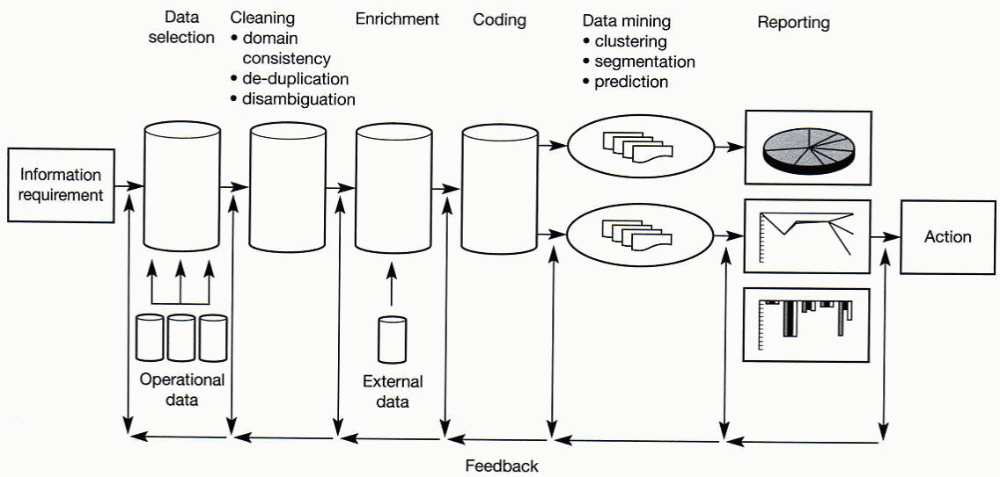 Data
selection
Cleaning
• domain
consistency
• de-duplication
• disambiguation
Enrichment
Coding
Data mining
• clustering
• segmentation
• prediction
Reporting
Information
requirement
Action
Operational
data
External
data
Feedback